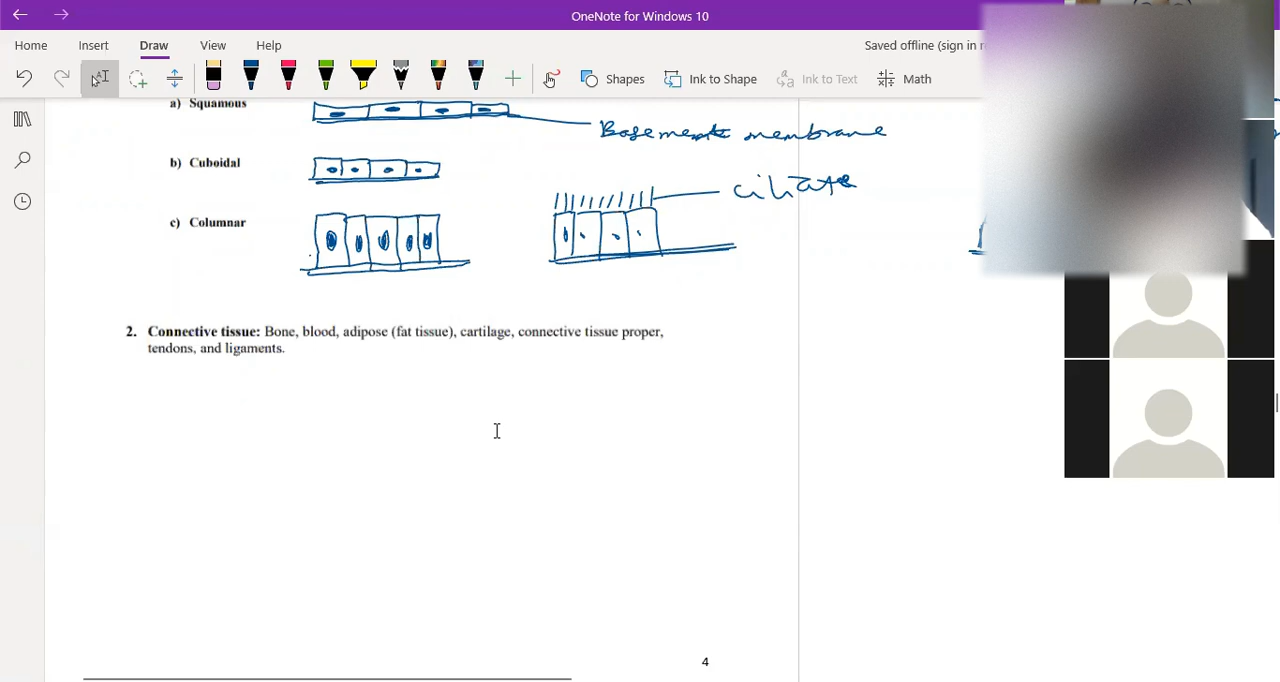 OneNote for Windows 10
Home Insert Draw View Help
Saved offline (sign in
Shapes Ink to Shape Ink to Text Math
a) Squamous
Basement membrane
b) Cuboidal
ciliate
c) Columnar
2. Connective tissue: Bone, blood, adipose (fat tissue), cartilage, connective tissue proper,
tendons, and ligaments.
4